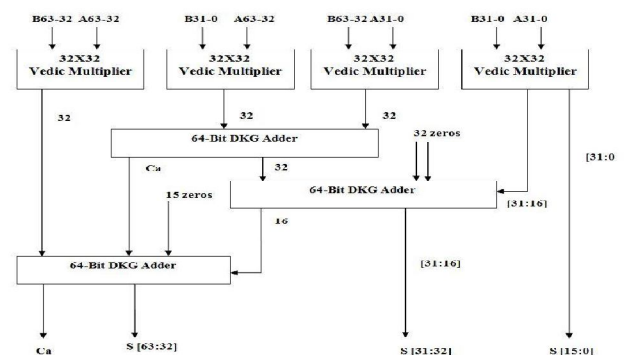 B63-32 A63-32 B31-0 A63-32 B63-32 A31-0 B31-0 A31-0
32X32 32X32 32X32 32X32
Vedic Multiplier Vedic Multiplier Vedic Multiplier Vedic Multiplier
32 32 32
64-Bit DKG Adder
32 zeros
[31:0
Ca 32
64-Bit DKG Adder
15 zeros
[31:16]
16
64-Bit DKG Adder
[31:16]
Ca S [63:32] S [31:32] S [15:0]